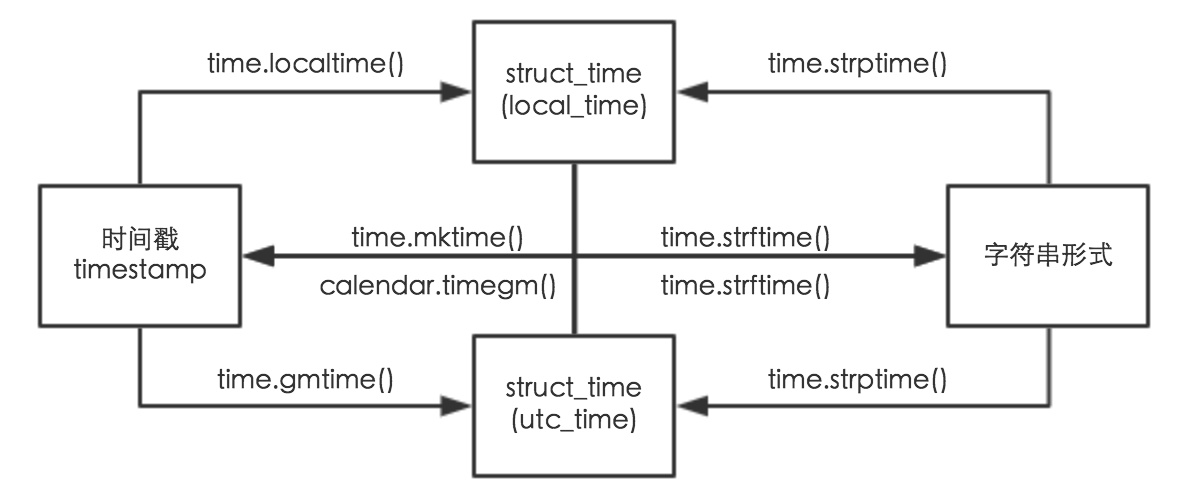 time.localtime()
struct_time
(local_time)
time.strptime()
时间戳
timestamp
time.mktime()
time.strftime()
calendar.timegm()
time.strftime()
字符串形式
time.gmtime()
struct_time
(utc_time)
time.strptime()